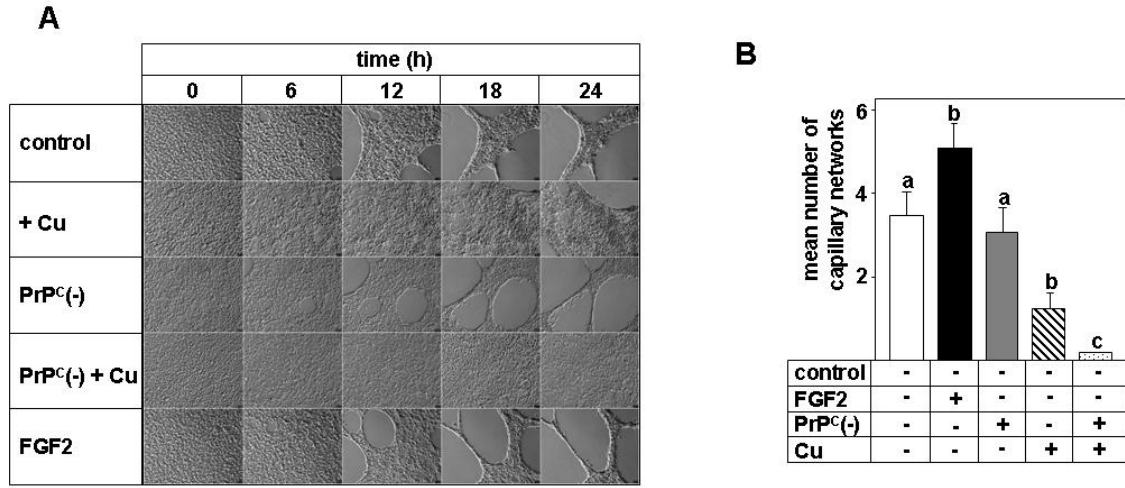 A
time (h)
0 6 12 18 24
control
+ Cu
PrPᶜ(-)
PrPᶜ(-) + Cu
FGF2
B
mean number of
capillary networks
6
4
2
a b a b c
control - - - - -
FGF2 - + - - -
PrPᶜ(-) - - + - +
Cu - - - + +